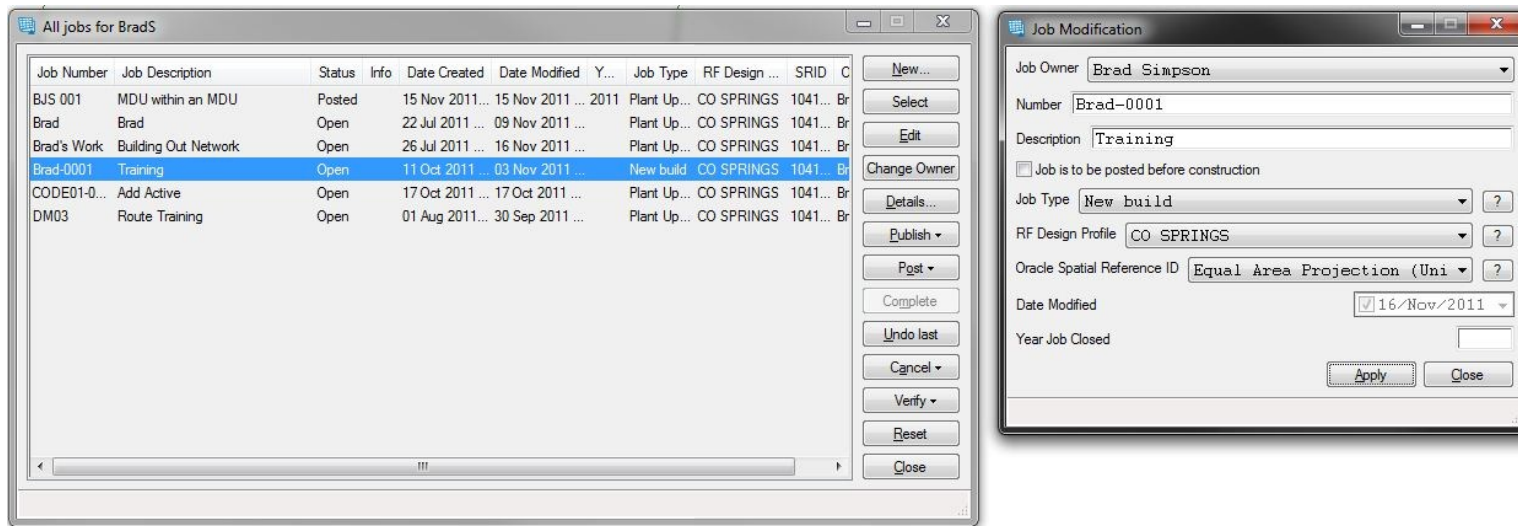 All jobs for BradS
Job Number Job Description Status Info Date Created Date Modified Y... Job Type RF Design ... SRID C
BJS 001 MDU within an MDU Posted 15 Nov 2011... 15 Nov 2011 ... 2011 Plant Up... CO SPRINGS 1041... Br
Brad Brad Open 22 Jul 2011 ... 09 Nov 2011 ... Plant Up... CO SPRINGS 1041... Br
Brad's Work Building Out Network Open 26 Jul 2011 ... 16 Nov 2011 ... Plant Up... CO SPRINGS 1041... Br
Brad-0001 Training Open 11 Oct 2011 ... 03 Nov 2011 ... New build CO SPRINGS 1041... Br
CODE01-0... Add Active Open 17 Oct 2011 ... 17 Oct 2011 ... Plant Up... CO SPRINGS 1041... Br
DM03 Route Training Open 01 Aug 2011... 30 Sep 2011 ... Plant Up... CO SPRINGS 1041... Br
New...
Select
Edit
Change Owner
Details...
Publish
Post
Complete
Undo last
Cancel
Verify
Reset
Close
Job Modification
Job Owner Brad Simpson
Number Brad-0001
Description Training
Job is to be posted before construction
Job Type New build ?
RF Design Profile CO SPRINGS ?
Oracle Spatial Reference ID Equal Area Projection (Uni ?
Date Modified 16/Nov/2011
Year Job Closed
Apply Close